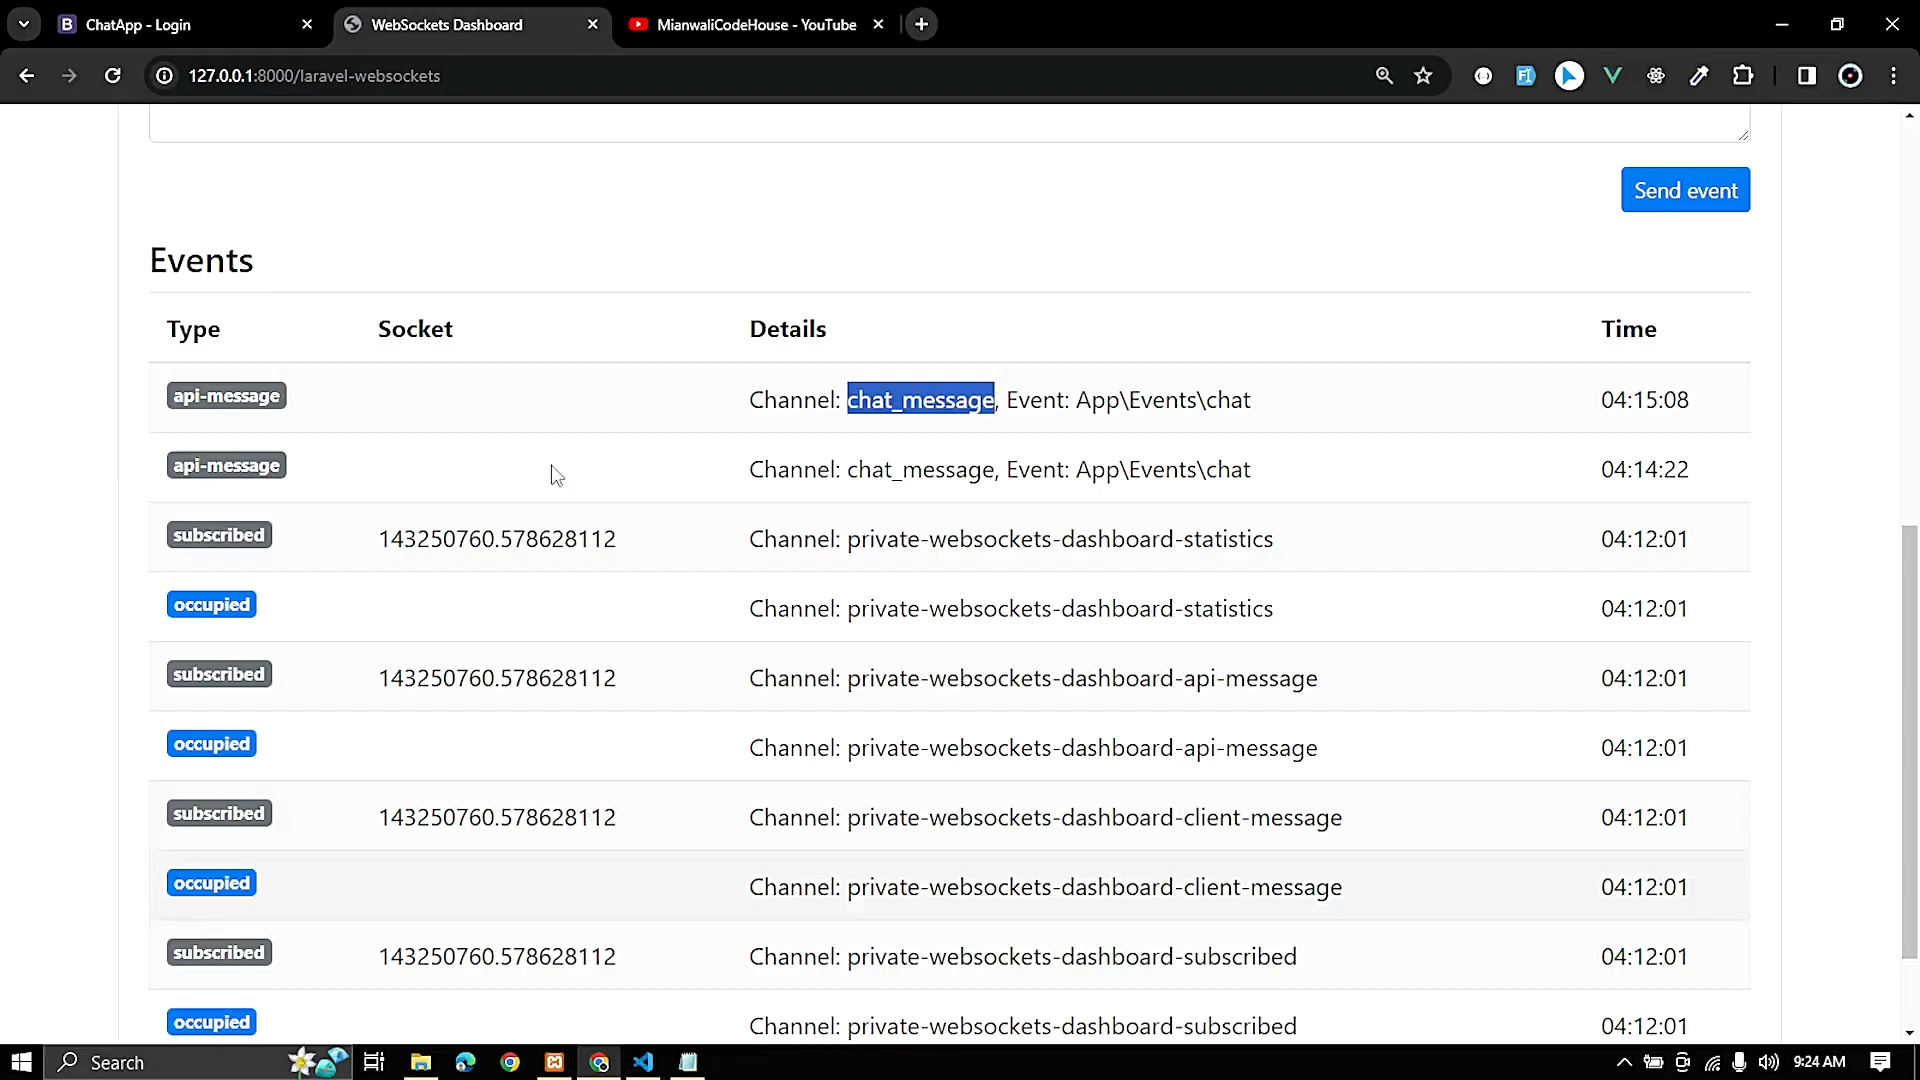 ChatApp - Login
WebSockets Dashboard
MianwaliCodeHouse - YouTube
127.0.0.1:8000/laravel-websockets
Send event
Events
Type Socket Details Time
api-message Channel: chat_message, Event: App\Events\chat 04:15:08
api-message Channel: chat_message, Event: App\Events\chat 04:14:22
subscribed 143250760.578628112 Channel: private-websockets-dashboard-statistics 04:12:01
occupied Channel: private-websockets-dashboard-statistics 04:12:01
subscribed 143250760.578628112 Channel: private-websockets-dashboard-api-message 04:12:01
occupied Channel: private-websockets-dashboard-api-message 04:12:01
subscribed 143250760.578628112 Channel: private-websockets-dashboard-client-message 04:12:01
occupied Channel: private-websockets-dashboard-client-message 04:12:01
subscribed 143250760.578628112 Channel: private-websockets-dashboard-subscribed 04:12:01
occupied Channel: private-websockets-dashboard-subscribed 04:12:01
Search
9:24 AM